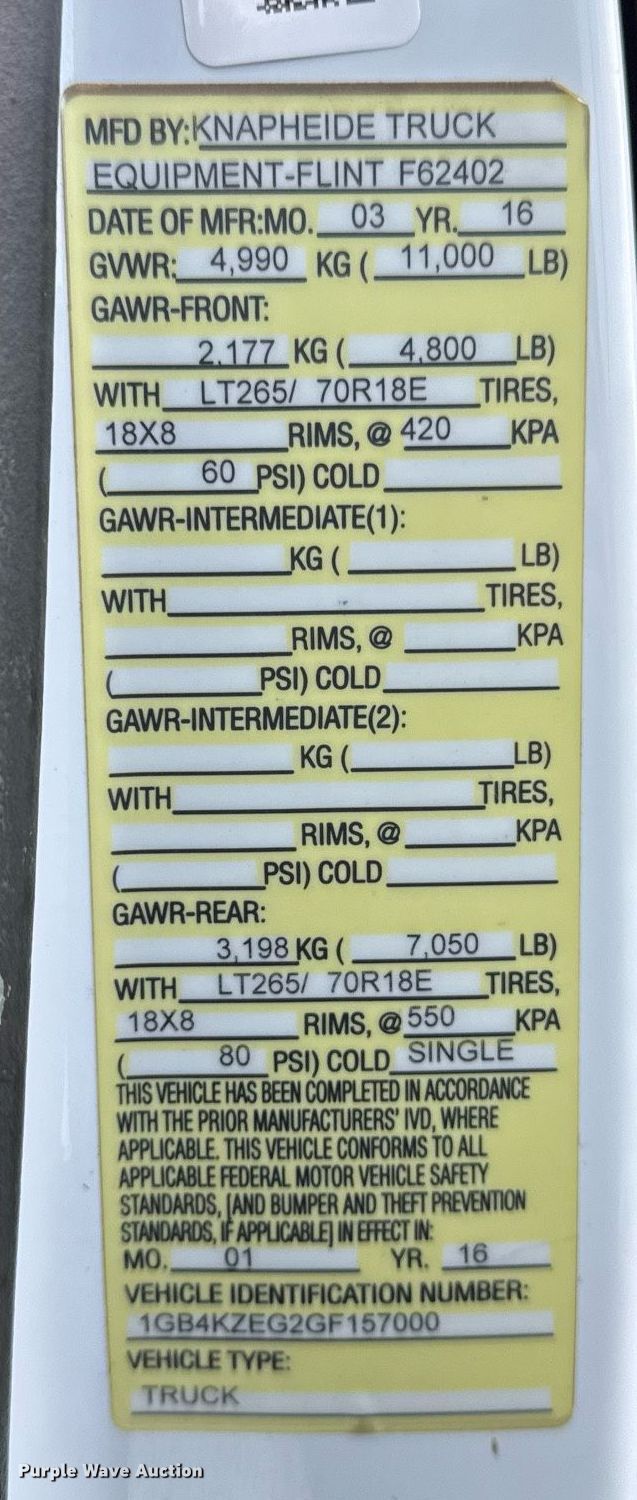 MFD BY:KNAPHEIDE TRUCK
EQUIPMENT-FLINT F62402
DATE OF MFR:MO. 03 YR. 16
GVWR: 4,990 KG ( 11,000 LB)
GAWR-FRONT:
2,177 KG ( 4,800 LB)
WITH LT265/ 70R18E TIRES,
18X8 RIMS, @ 420 KPA
( 60 PSI) COLD
GAWR-INTERMEDIATE(1):
KG ( LB)
WITH TIRES,
RIMS, @ KPA
( PSI) COLD
GAWR-INTERMEDIATE(2):
KG ( LB)
WITH TIRES,
RIMS, @ KPA
( PSI) COLD
GAWR-REAR:
3,198 KG ( 7,050 LB)
WITH LT265/ 70R18E TIRES,
18X8 RIMS, @ 550 KPA
( 80 PSI) COLD SINGLE
THIS VEHICLE HAS BEEN COMPLETED IN ACCORDANCE
WITH THE PRIOR MANUFACTURERS' IVD, WHERE
APPLICABLE. THIS VEHICLE CONFORMS TO ALL
APPLICABLE FEDERAL MOTOR VEHICLE SAFETY
STANDARDS, [AND BUMPER AND THEFT PREVENTION
STANDARDS, IF APPLICABLE] IN EFFECT IN:
MO. 01 YR. 16
VEHICLE IDENTIFICATION NUMBER:
1GB4KZEG2GF157000
VEHICLE TYPE:
TRUCK
Purple Wave Auction